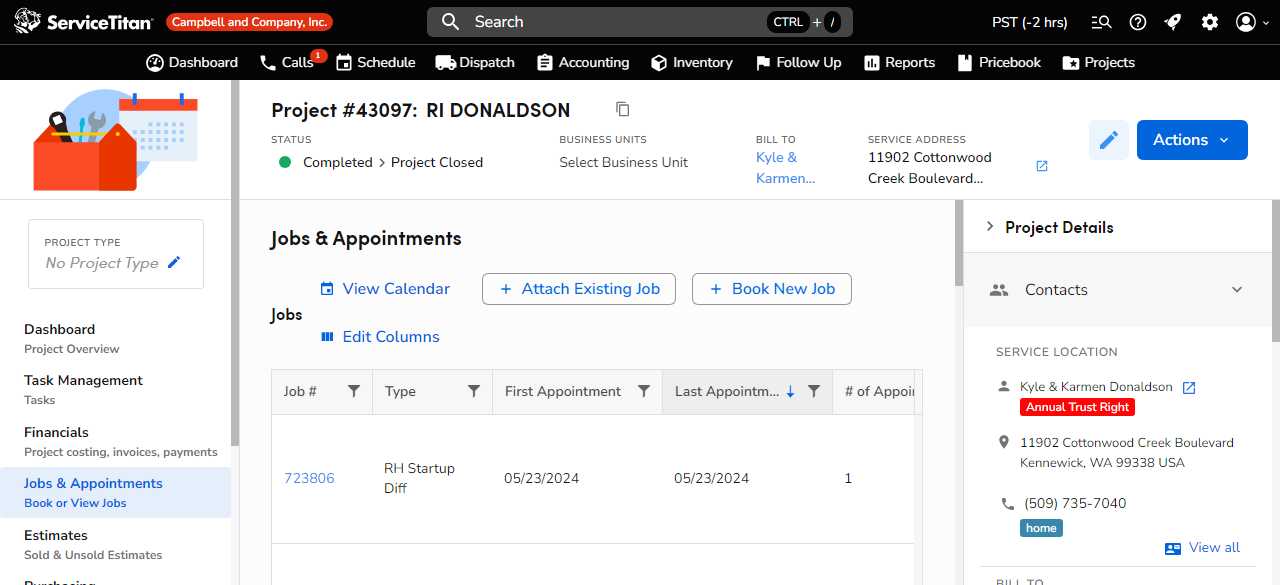 ServiceTitan Campbell and Company, Inc. Search CTRL + / PST (-2 hrs)
Dashboard Calls 1 Schedule Dispatch Accounting Inventory Follow Up Reports Pricebook Projects
Project #43097: RI DONALDSON
STATUS
Completed > Project Closed
BUSINESS UNITS
Select Business Unit
BILL TO
Kyle &
Karmen...
SERVICE ADDRESS
11902 Cottonwood
Creek Boulevard...
Actions
PROJECT TYPE
No Project Type
Dashboard
Project Overview
Task Management
Tasks
Financials
Project costing, invoices, payments
Jobs & Appointments
Book or View Jobs
Estimates
Sold & Unsold Estimates
Purchasing
Jobs & Appointments
Jobs
View Calendar
+ Attach Existing Job
+ Book New Job
Edit Columns
Job # Type First Appointment Last Appointm... # of Appoin
723806 RH Startup Diff 05/23/2024 05/23/2024 1
Project Details
Contacts
SERVICE LOCATION
Kyle & Karmen Donaldson
Annual Trust Right
11902 Cottonwood Creek Boulevard
Kennewick, WA 99338 USA
(509) 735-7040
home
View all
BILL TO